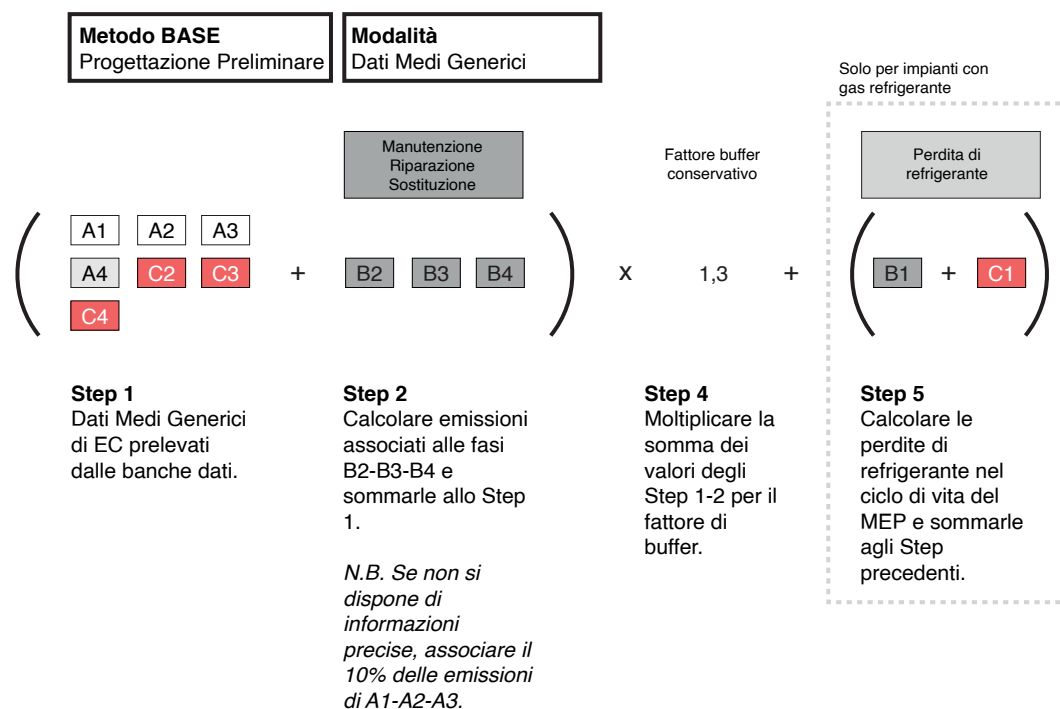 Metodo BASE
Progettazione Preliminare
Modalità
Dati Medi Generici
Solo per impianti con
gas refrigerante
Manutenzione
Riparazione
Sostituzione
Fattore buffer
conservativo
Perdita di
refrigerante
( A1 A2 A3
A4 C2 C3 + B2 B3 B4 ) x 1,3 + ( B1 + C1 )
C4
Step 1
Dati Medi Generici
di EC prelevati
dalle banche dati.
Step 2
Calcolare emissioni
associati alle fasi
B2-B3-B4 e
sommarle allo Step
1.
N.B. Se non si
dispone di
informazioni
precise, associare il
10% delle emissioni
di A1-A2-A3.
Step 4
Moltiplicare la
somma dei
valori degli
Step 1-2 per il
fattore di
buffer.
Step 5
Calcolare le
perdite di
refrigerante nel
ciclo di vita del
MEP e sommarle
agli Step
precedenti.